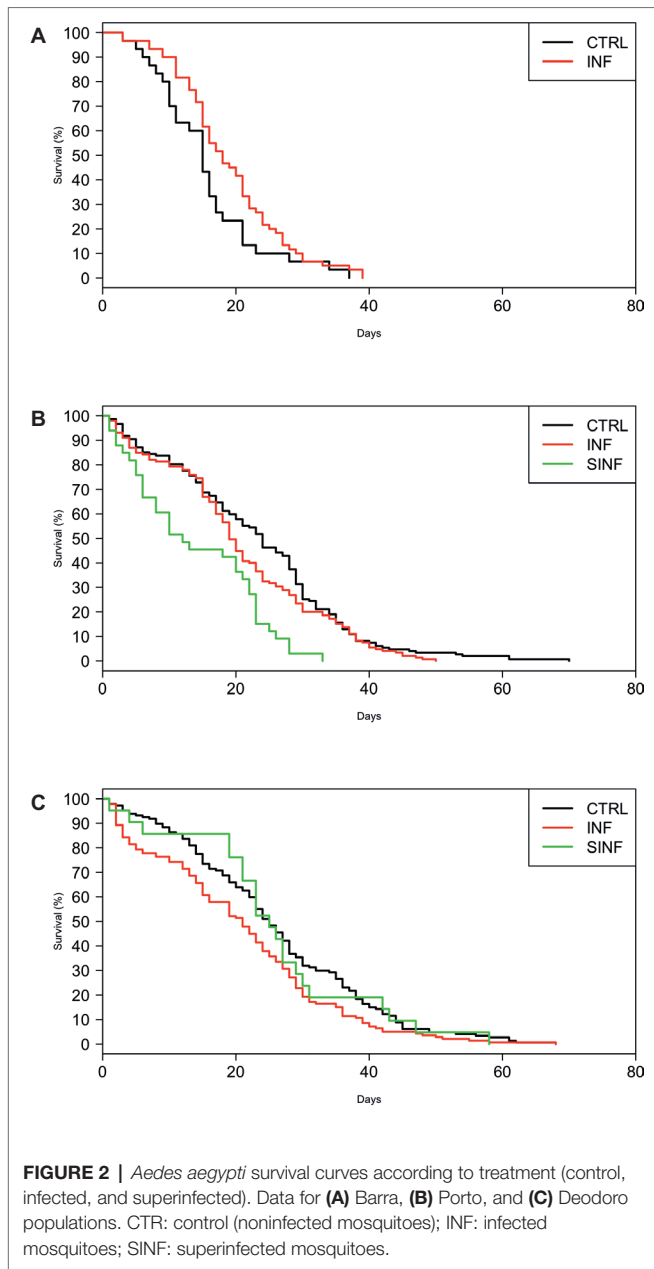 A
100
90
80
70
60
50
40
30
20
10
0
Survival (%)
CTRL
INF
0 20 40 60 80
Days
B
100
90
80
70
60
50
40
30
20
10
0
Survival (%)
CTRL
INF
SINF
0 20 40 60 80
Days
C
100
90
80
70
60
50
40
30
20
10
0
Survival (%)
CTRL
INF
SINF
0 20 40 60 80
Days
FIGURE 2 | Aedes aegypti survival curves according to treatment (control,
infected, and superinfected). Data for (A) Barra, (B) Porto, and (C) Deodoro
populations. CTR: control (noninfected mosquitoes); INF: infected
mosquitoes; SINF: superinfected mosquitoes.